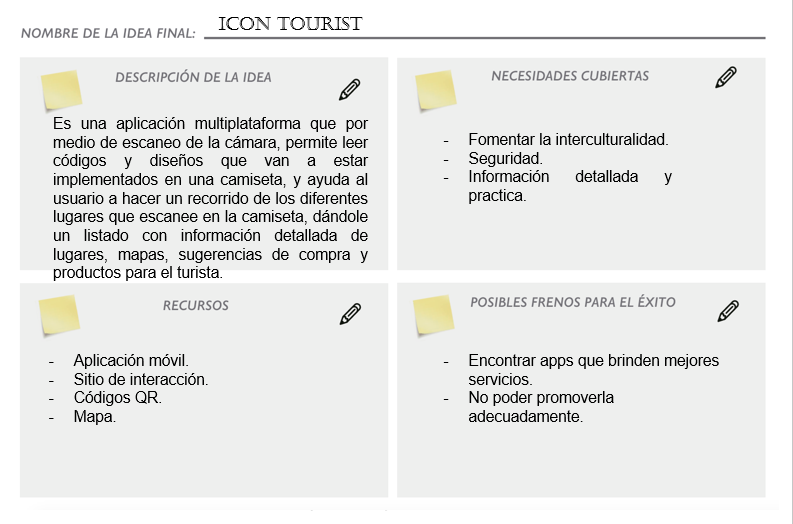 NOMBRE DE LA IDEA FINAL: ICON TOURIST
DESCRIPCIÓN DE LA IDEA
Es una aplicación multiplataforma que por
medio de escaneo de la cámara, permite leer
códigos y diseños que van a estar
implementados en una camiseta, y ayuda al
usuario a hacer un recorrido de los diferentes
lugares que escanee en la camiseta, dándole
un listado con información detallada de
lugares, mapas, sugerencias de compra y
productos para el turista.
NECESIDADES CUBIERTAS
- Fomentar la interculturalidad.
- Seguridad.
- Información detallada y
practica.
RECURSOS
- Aplicación móvil.
- Sitio de interacción.
- Códigos QR.
- Mapa.
POSIBLES FRENOS PARA EL ÉXITO
- Encontrar apps que brinden mejores
servicios.
- No poder promoverla
adecuadamente.